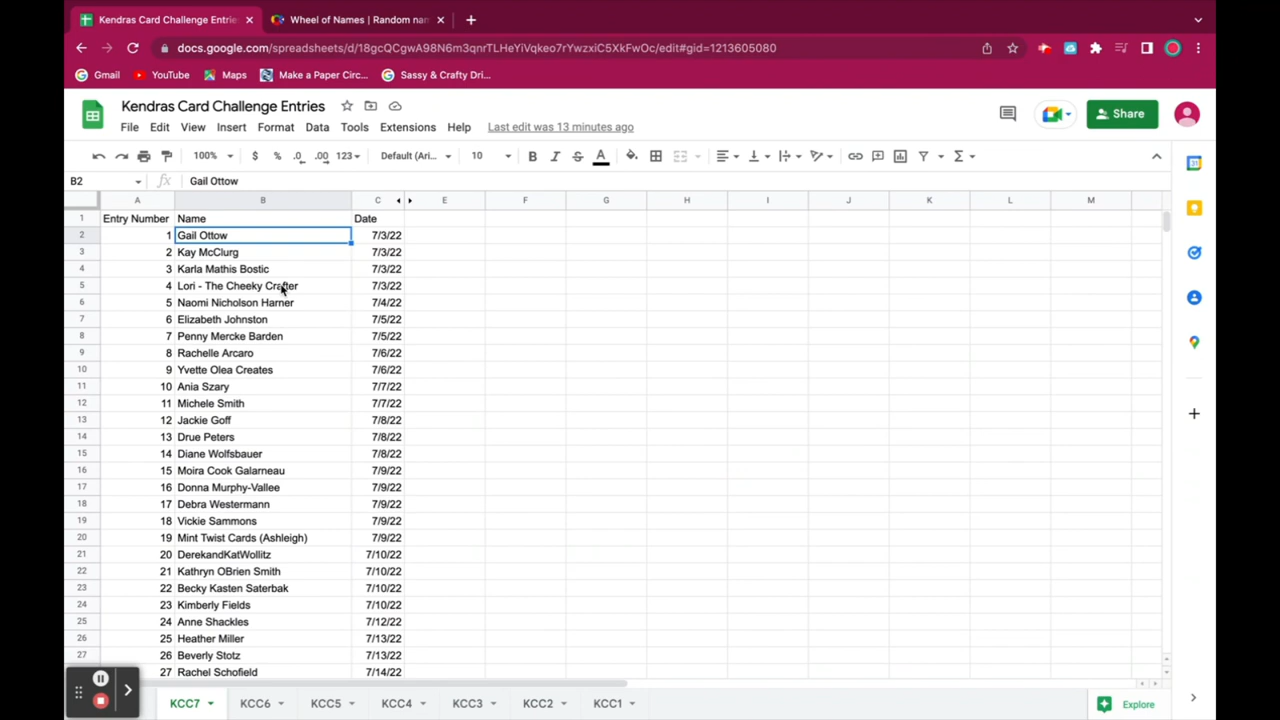 Kendras Card Challenge Entrie
Wheel of Names | Random nan
docs.google.com/spreadsheets/d/18gcQCgwA98N6m3qnrTLHeYiVqkeo7rYwzxiC5XkFwOc/edit#gid=1213605080
Gmail YouTube Maps Make a Paper Circ... Sassy & Crafty Dri...
Kendras Card Challenge Entries
File Edit View Insert Format Data Tools Extensions Help Last edit was 13 minutes ago
Share
100% $ % .0 .00 123 Default (Ari... 10 B I S A
B2 fx Gail Ottow
A B C E F G H I J K L M
1 Entry Number Name Date
2 1 Gail Ottow 7/3/22
3 2 Kay McClurg 7/3/22
4 3 Karla Mathis Bostic 7/3/22
5 4 Lori - The Cheeky Crafter 7/3/22
6 5 Naomi Nicholson Harner 7/4/22
7 6 Elizabeth Johnston 7/5/22
8 7 Penny Mercke Barden 7/5/22
9 8 Rachelle Arcaro 7/6/22
10 9 Yvette Olea Creates 7/6/22
11 10 Ania Szary 7/7/22
12 11 Michele Smith 7/7/22
13 12 Jackie Goff 7/8/22
14 13 Drue Peters 7/8/22
15 14 Diane Wolfsbauer 7/8/22
16 15 Moira Cook Galarneau 7/9/22
17 16 Donna Murphy-Vallee 7/9/22
18 17 Debra Westermann 7/9/22
19 18 Vickie Sammons 7/9/22
20 19 Mint Twist Cards (Ashleigh) 7/9/22
21 20 DerekandKatWollitz 7/10/22
22 21 Kathryn OBrien Smith 7/10/22
23 22 Becky Kasten Saterbak 7/10/22
24 23 Kimberly Fields 7/10/22
25 24 Anne Shackles 7/12/22
26 25 Heather Miller 7/13/22
27 26 Beverly Stotz 7/13/22
27 Rachel Schofield 7/14/22
KCC7 KCC6 KCC5 KCC4 KCC3 KCC2 KCC1 Explore